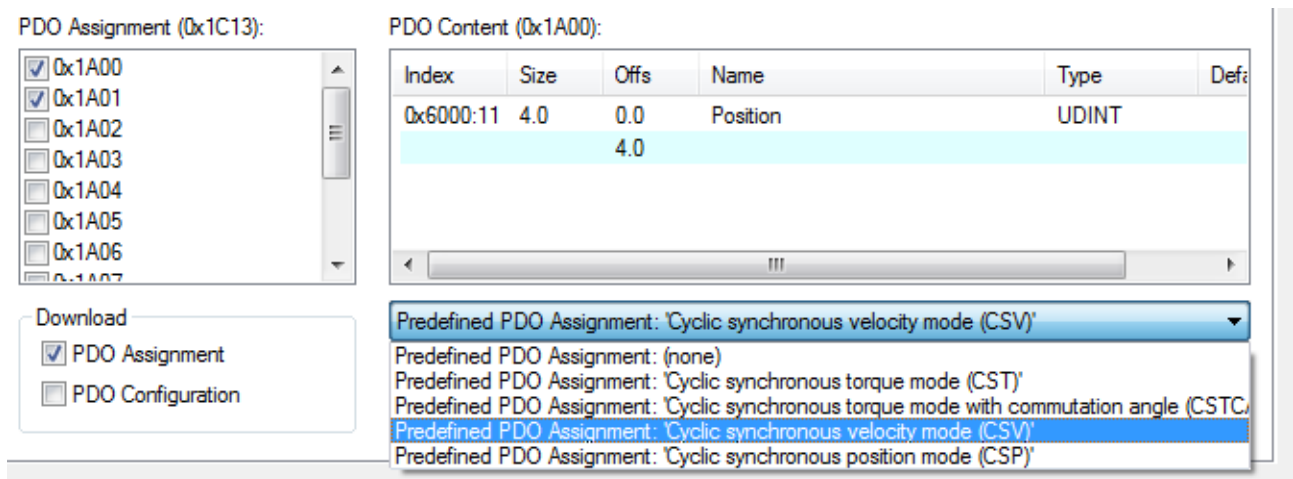 PDO Assignment (0x1C13):
0x1A00
0x1A01
0x1A02
0x1A03
0x1A04
0x1A05
0x1A06
PDO Content (0x1A00):
Index Size Offs Name Type
0x6000:11 4.0 0.0 Position UDINT
4.0
Download
PDO Assignment
PDO Configuration
Predefined PDO Assignment: 'Cyclic synchronous velocity mode (CSV)'
Predefined PDO Assignment: (none)
Predefined PDO Assignment: 'Cyclic synchronous torque mode (CST)'
Predefined PDO Assignment: 'Cyclic synchronous torque mode with commutation angle
Predefined PDO Assignment: 'Cyclic synchronous velocity mode (CSV)'
Predefined PDO Assignment: 'Cyclic synchronous position mode (CSP)'